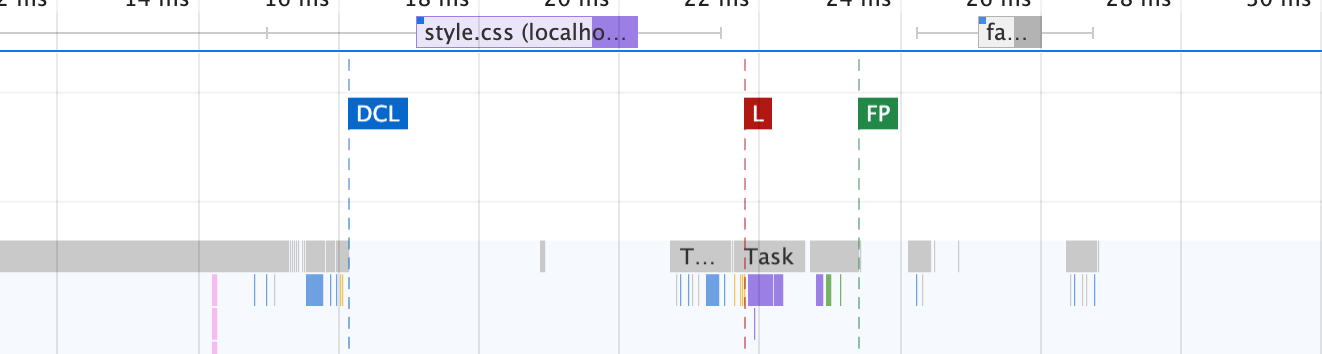 2 ms 14 ms 16 ms 18 ms 20 ms 22 ms 24 ms 26 ms 28 ms 30 ms
style.css (localho… fa…
DCL L FP
T… Task